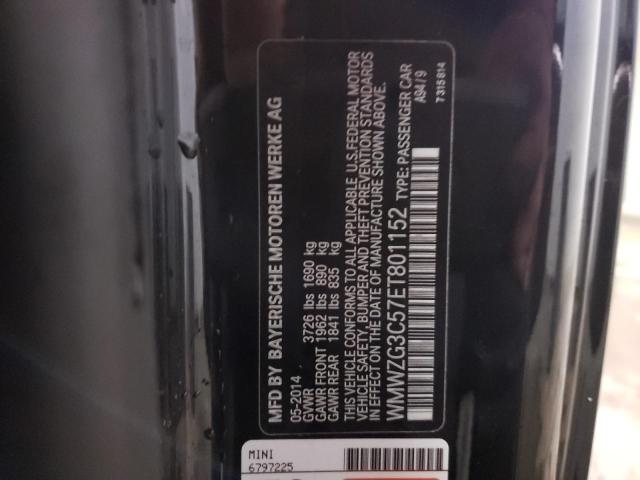 MFD BY BAYERISCHE MOTOREN WERKE AG
05-2014
GVWR 3726 lbs 1690 kg
GAWR FRONT 1962 lbs 890 kg
GAWR REAR 1841 lbs 835 kg
THIS VEHICLE CONFORMS TO ALL APPLICABLE U.S.FEDERAL MOTOR
VEHICLE SAFETY, BUMPER AND THEFT PREVENTION STANDARDS
IN EFFECT ON THE DATE OF MANUFACTURE SHOWN ABOVE.
WMWZG3C57ET801152 TYPE: PASSENGER CAR
A94/9
7315814
MINI
6797225